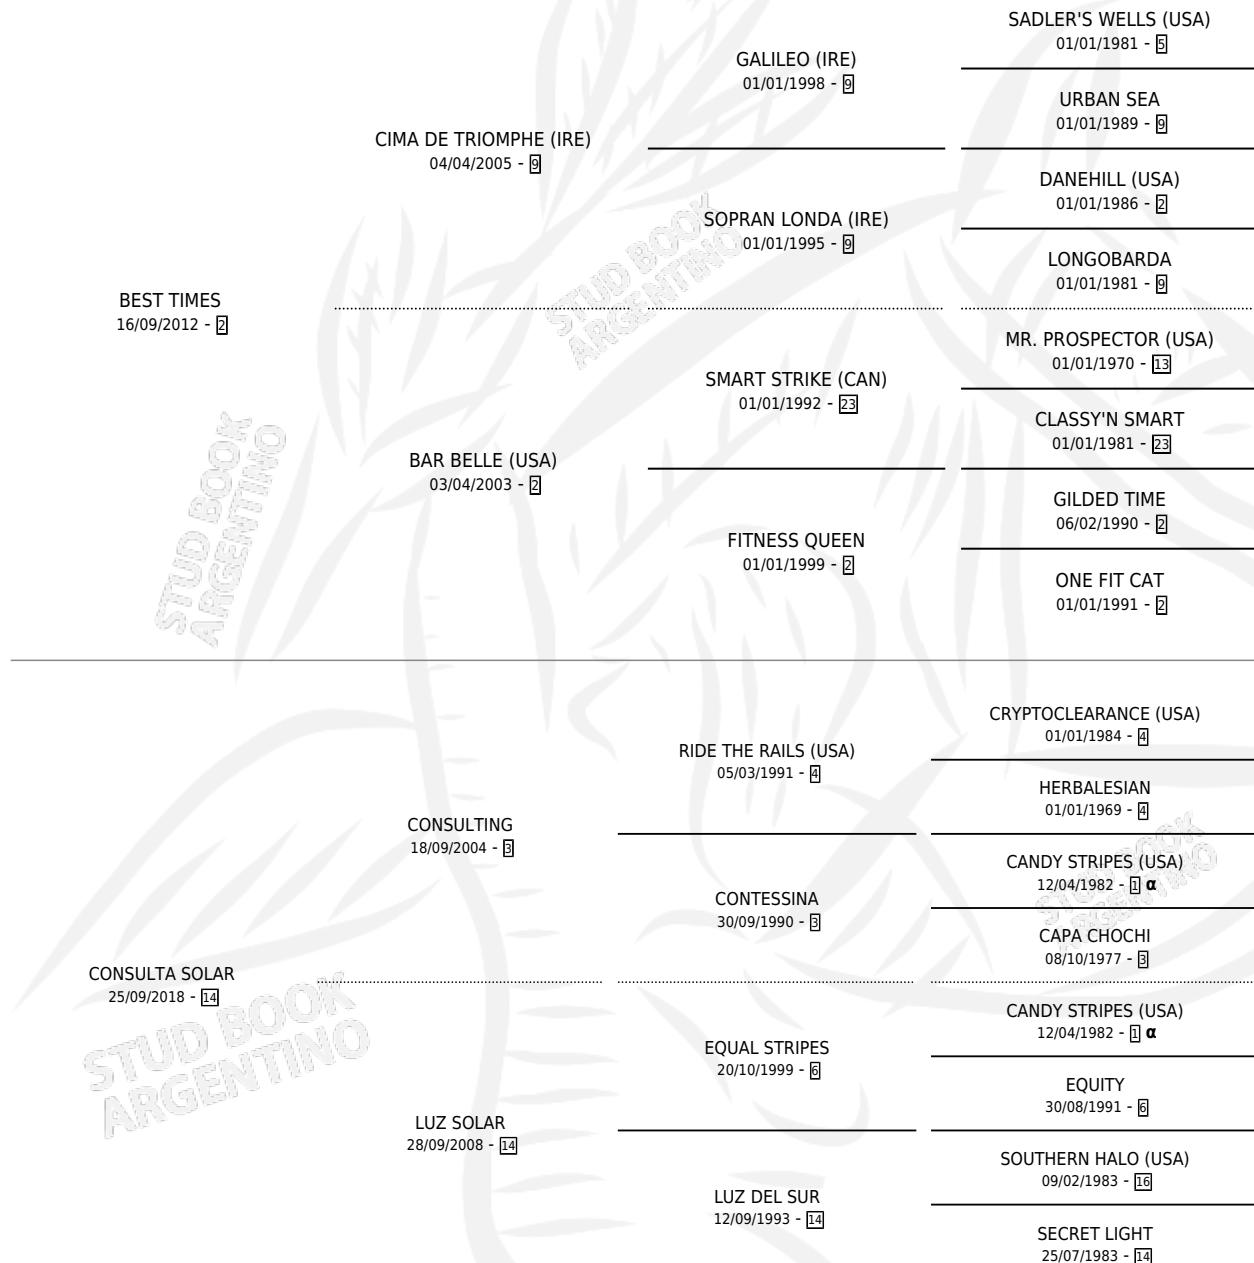 SADLER'S WELLS (USA)
01/01/1981 - 5
GALILEO (IRE)
01/01/1998 - 9
URBAN SEA
01/01/1989 - 9
CIMA DE TRIOMPHE (IRE)
04/04/2005 - 9
DANEHILL (USA)
01/01/1986 - 2
SOPRAN LONDA (IRE)
01/01/1995 - 9
LONGOBARDA
01/01/1981 - 9
BEST TIMES
16/09/2012 - 2
MR. PROSPECTOR (USA)
01/01/1970 - 13
SMART STRIKE (CAN)
01/01/1992 - 23
CLASSY'N SMART
01/01/1981 - 23
BAR BELLE (USA)
03/04/2003 - 2
GILDED TIME
06/02/1990 - 2
FITNESS QUEEN
01/01/1999 - 2
ONE FIT CAT
01/01/1991 - 2
STUD BOOK
ARGENTINO
STUD BOOK
ARGENTINO
CRYPTOCLEARANCE (USA)
01/01/1984 - 4
RIDE THE RAILS (USA)
05/03/1991 - 4
HERBALESIAN
01/01/1969 - 4
CONSULTING
18/09/2004 - 3
CANDY STRIPES (USA)
12/04/1982 - 1 α
CONTESSINA
30/09/1990 - 3
CAPA CHOCHI
08/10/1977 - 3
CONSULTA SOLAR
25/09/2018 - 14
CANDY STRIPES (USA)
12/04/1982 - 1 α
EQUAL STRIPES
20/10/1999 - 6
EQUITY
30/08/1991 - 6
LUZ SOLAR
28/09/2008 - 14
SOUTHERN HALO (USA)
09/02/1983 - 16
LUZ DEL SUR
12/09/1993 - 14
SECRET LIGHT
25/07/1983 - 14
STUD BOOK
ARGENTINO
STUD BOOK
ARGENTINO